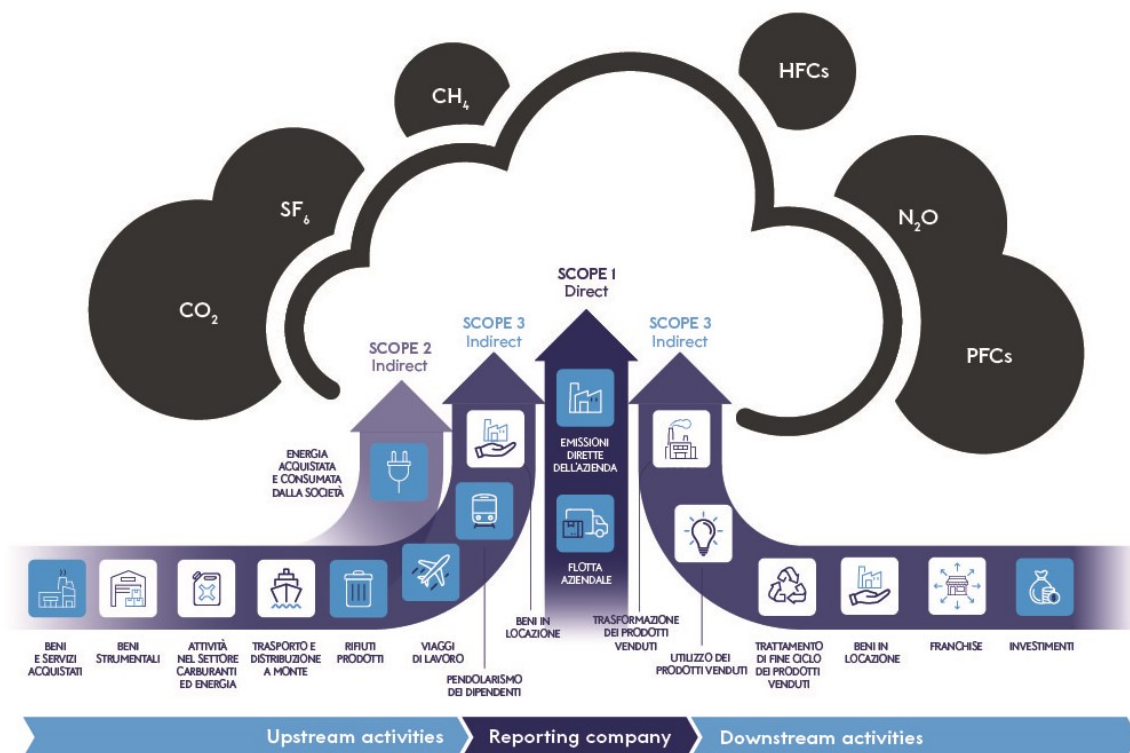 HFCs
CH₄
SF₆
N₂O
CO₂
PFCs
SCOPE 1
Direct
SCOPE 3
Indirect
SCOPE 3
Indirect
SCOPE 2
Indirect
ENERGIA
ACQUISTATA
E CONSUMATA
DALLA SOCIETÀ
EMISSIONI
DIRETTE
DELL'AZIENDA
FLOTTA
AZIENDALE
BENI
E SERVIZI
ACQUISTATI
BENI
STRUMENTALI
ATTIVITÀ
NEL SETTORE
CARBURANTI
ED ENERGIA
TRASPORTO E
DISTRIBUZIONE
A MONTE
RIFIUTI
PRODOTTI
VIAGGI
DI LAVORO
PENDOLARISMO
DEI DIPENDENTI
BENI IN
LOCAZIONE
TRASFORMAZIONE
DEI PRODOTTI
VENDUTI
UTILIZZO DEI
PRODOTTI VENDUTI
TRATTAMENTO
DI FINE CICLO
DEI PRODOTTI
VENDUTI
BENI IN
LOCAZIONE
FRANCHISE
INVESTIMENTI
Upstream activities
Reporting company
Downstream activities